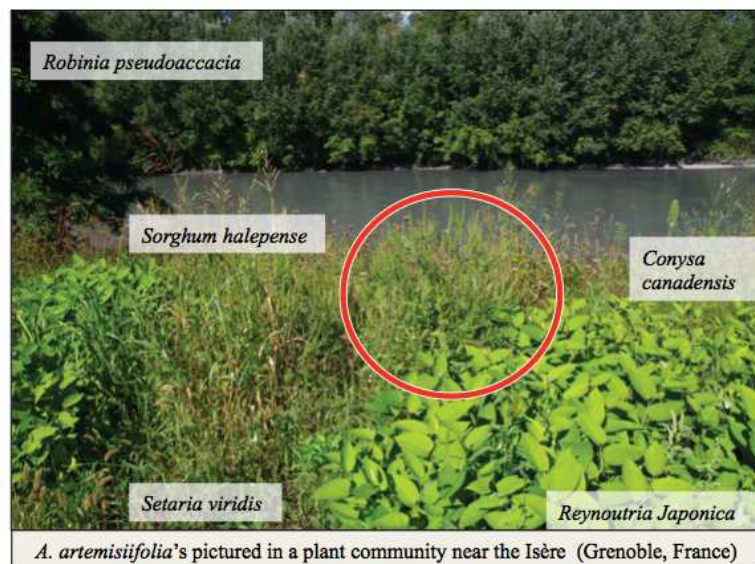 Robinia pseudoaccacia
Sorghum halepense
Conysa
canadensis
Setaria viridis
Reynoutria Japonica
A. artemisiifolia's pictured in a plant community near the Isère (Grenoble, France)